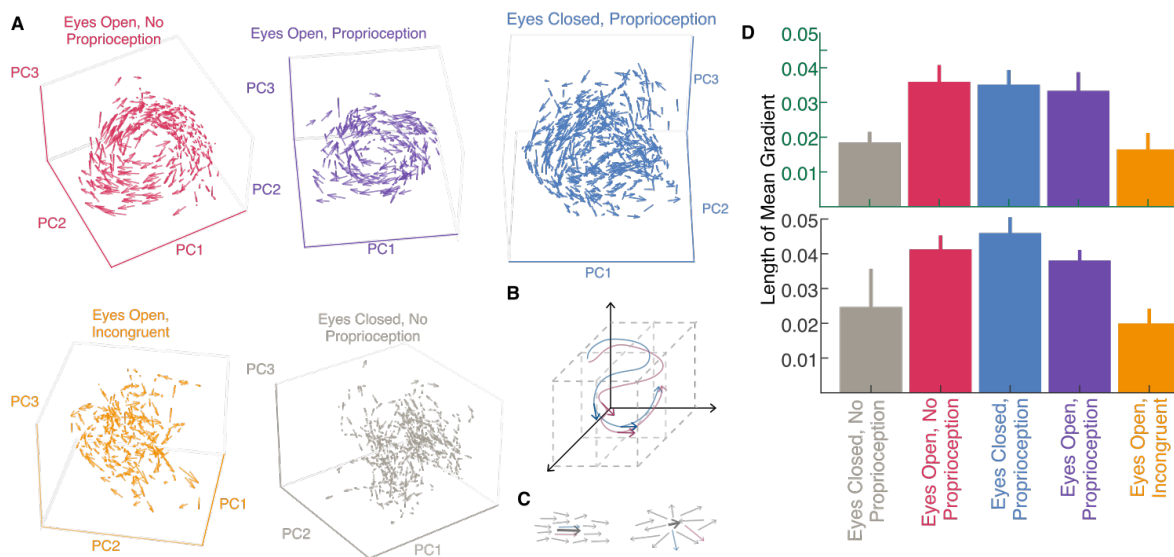 A
Eyes Open, No
Proprioception
PC3
PC2
PC1
Eyes Open, Proprioception
PC3
PC2
PC1
Eyes Closed, Proprioception
PC3
PC2
PC1
Eyes Open,
Incongruent
PC3
PC2
PC1
Eyes Closed, No
Proprioception
PC3
PC2
PC1
B
C
D
Length of Mean Gradient
0.05
0.04
0.03
0.02
0.01
0.05
0.04
0.03
0.02
0.01
Eyes Closed, No
Proprioception
Eyes Open, No
Proprioception
Eyes Closed,
Proprioception
Eyes Open,
Proprioception
Eyes Open,
Incongruent